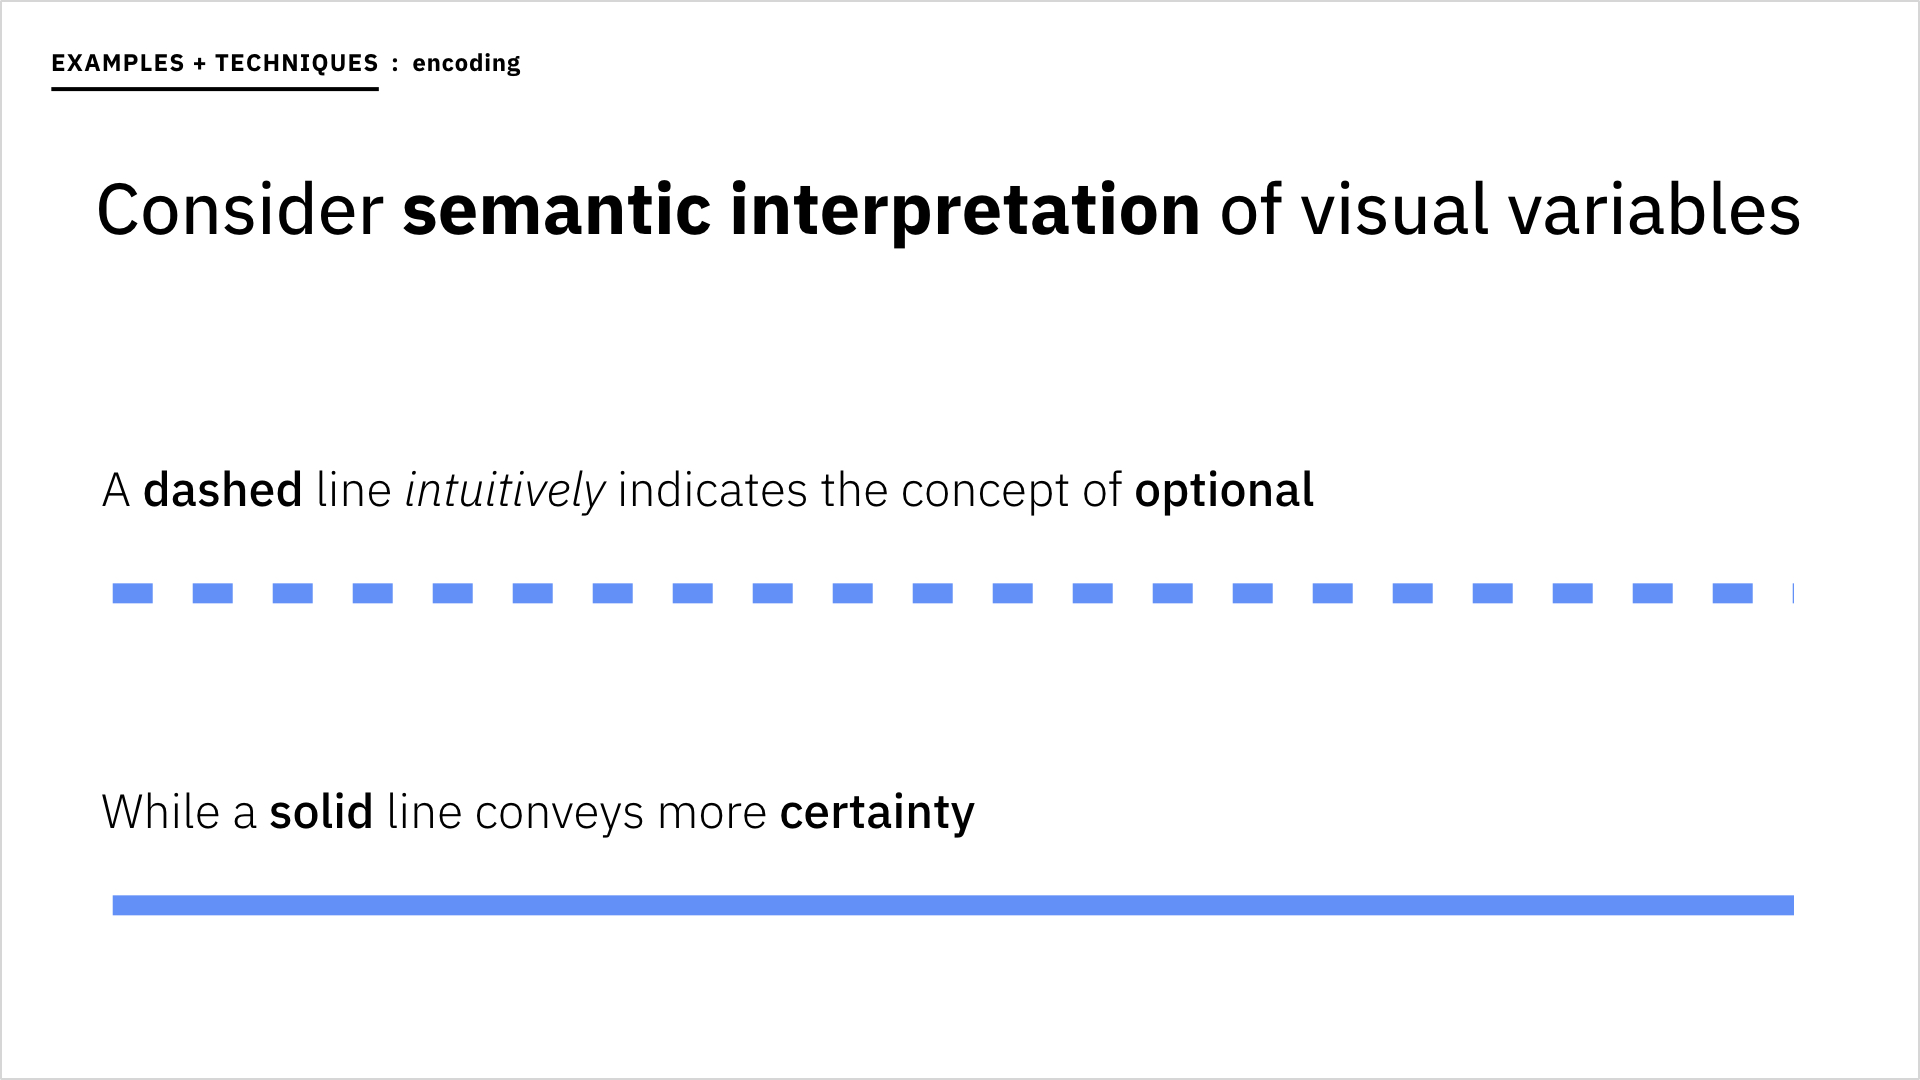 EXAMPLES + TECHNIQUES : encoding
Consider semantic interpretation of visual variables
A dashed line intuitively indicates the concept of optional
While a solid line conveys more certainty